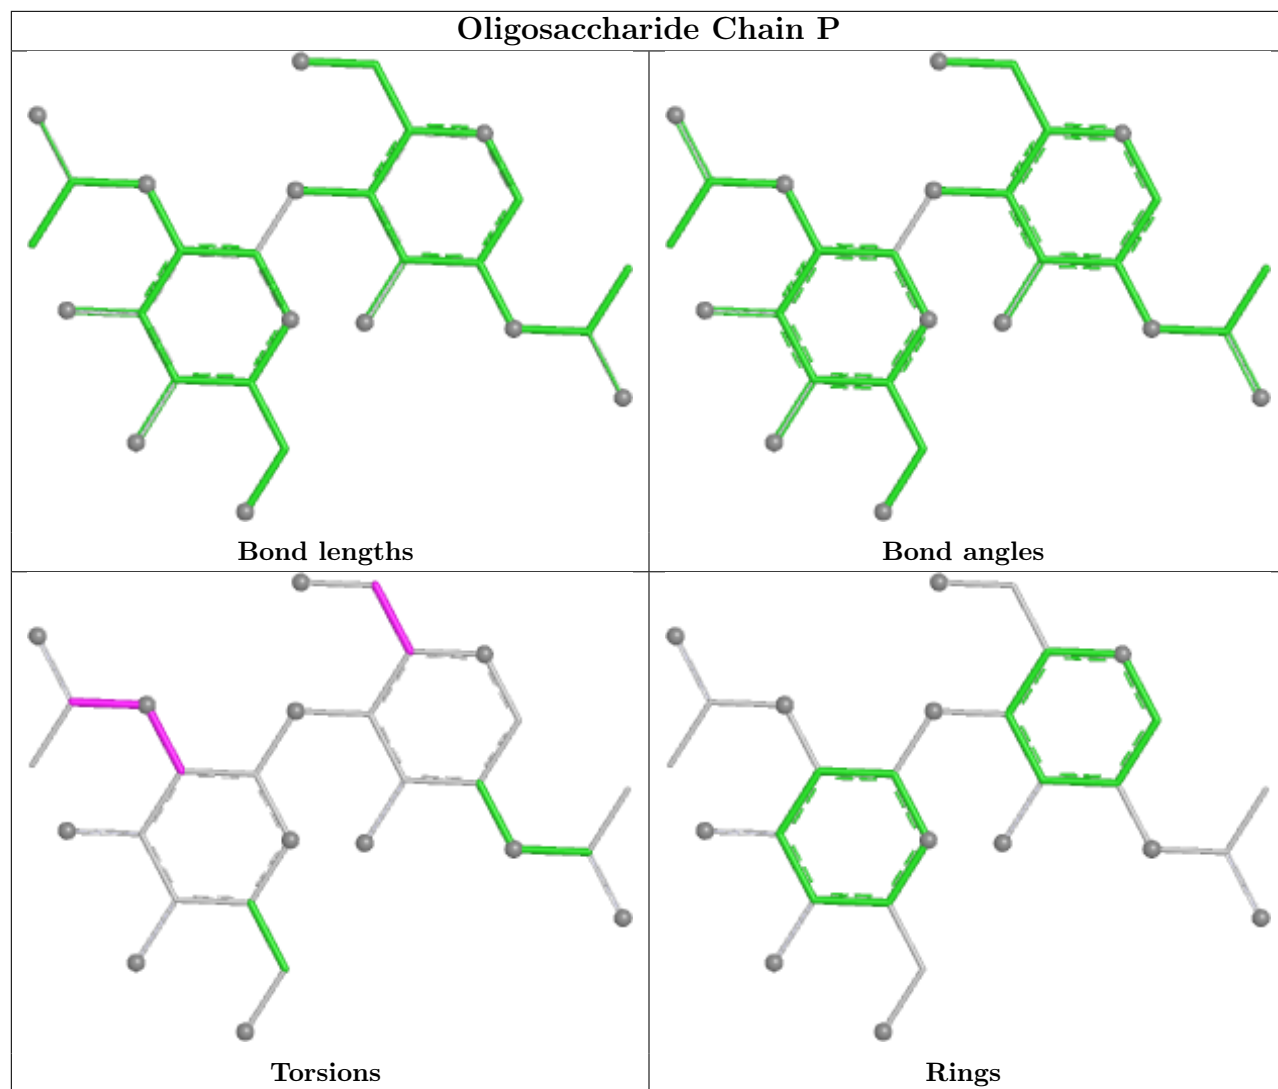 Oligosaccharide Chain P
Bond lengths
Bond angles
Torsions
Rings